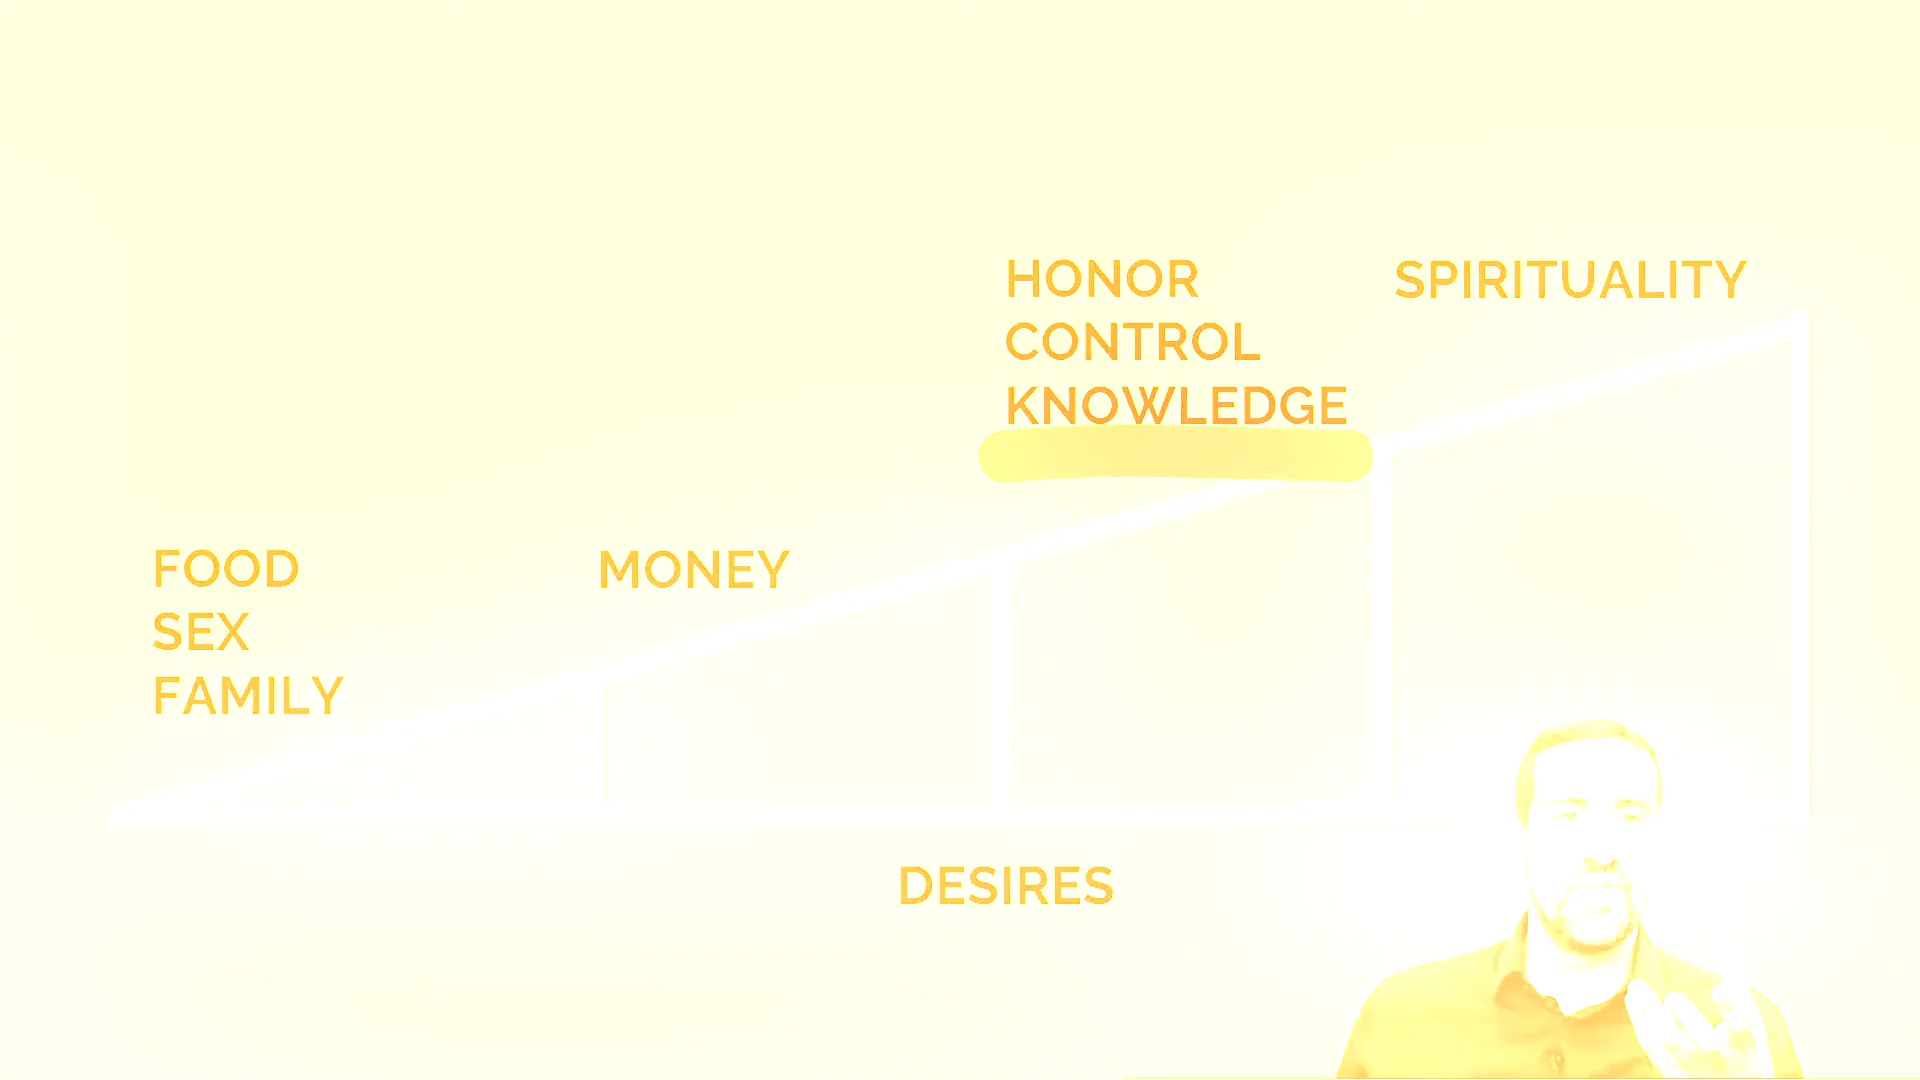 HONOR
CONTROL
KNOWLEDGE
SPIRITUALITY
FOOD
SEX
FAMILY
MONEY
DESIRES